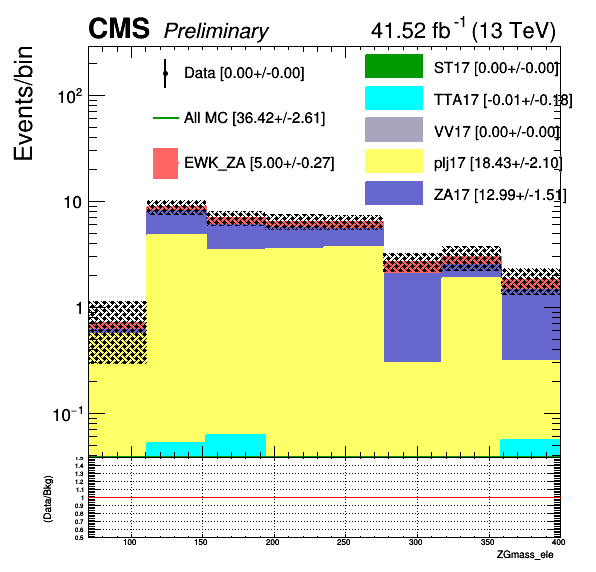 CMS Preliminary 41.52 fb⁻¹ (13 TeV)
Events/bin
Data [0.00+/-0.00]
All MC [36.42+/-2.61]
EWK_ZA [5.00+/-0.27]
ST17 [0.00+/-0.00]
TTA17 [-0.01+/-0.18]
VV17 [0.00+/-0.00]
plj17 [18.43+/-2.10]
ZA17 [12.99+/-1.51]
10²
10
1
10⁻¹
(Data/Bkg)
1.5
1.4
1.3
1.2
1.1
1
0.9
0.8
0.7
0.6
0.5
100 150 200 250 300 350 400
ZGmass_ele